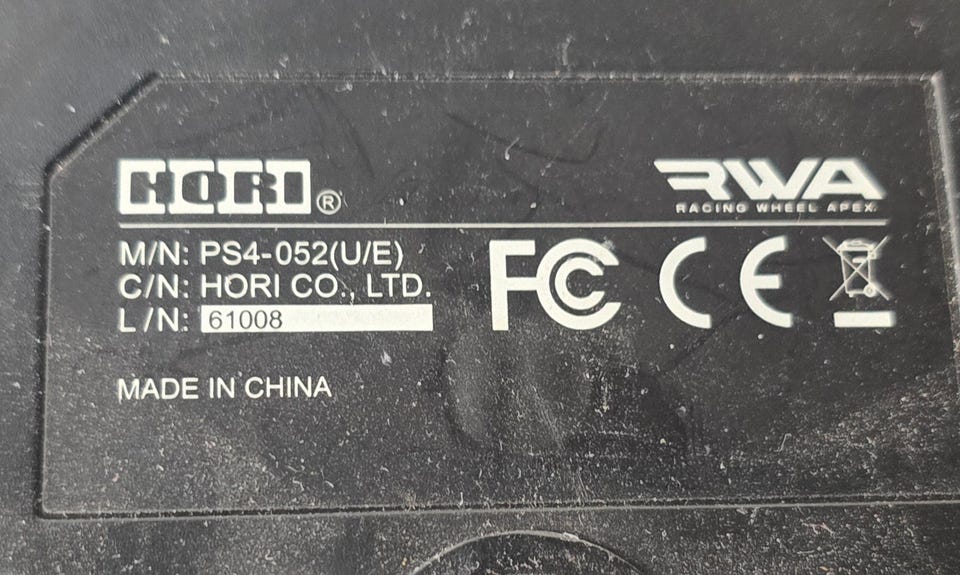 HORI®
RWA
RACING WHEEL APEX
M/N: PS4-052(U/E)
C/N: HORI CO., LTD.
L/N: 61008
FC CE
MADE IN CHINA